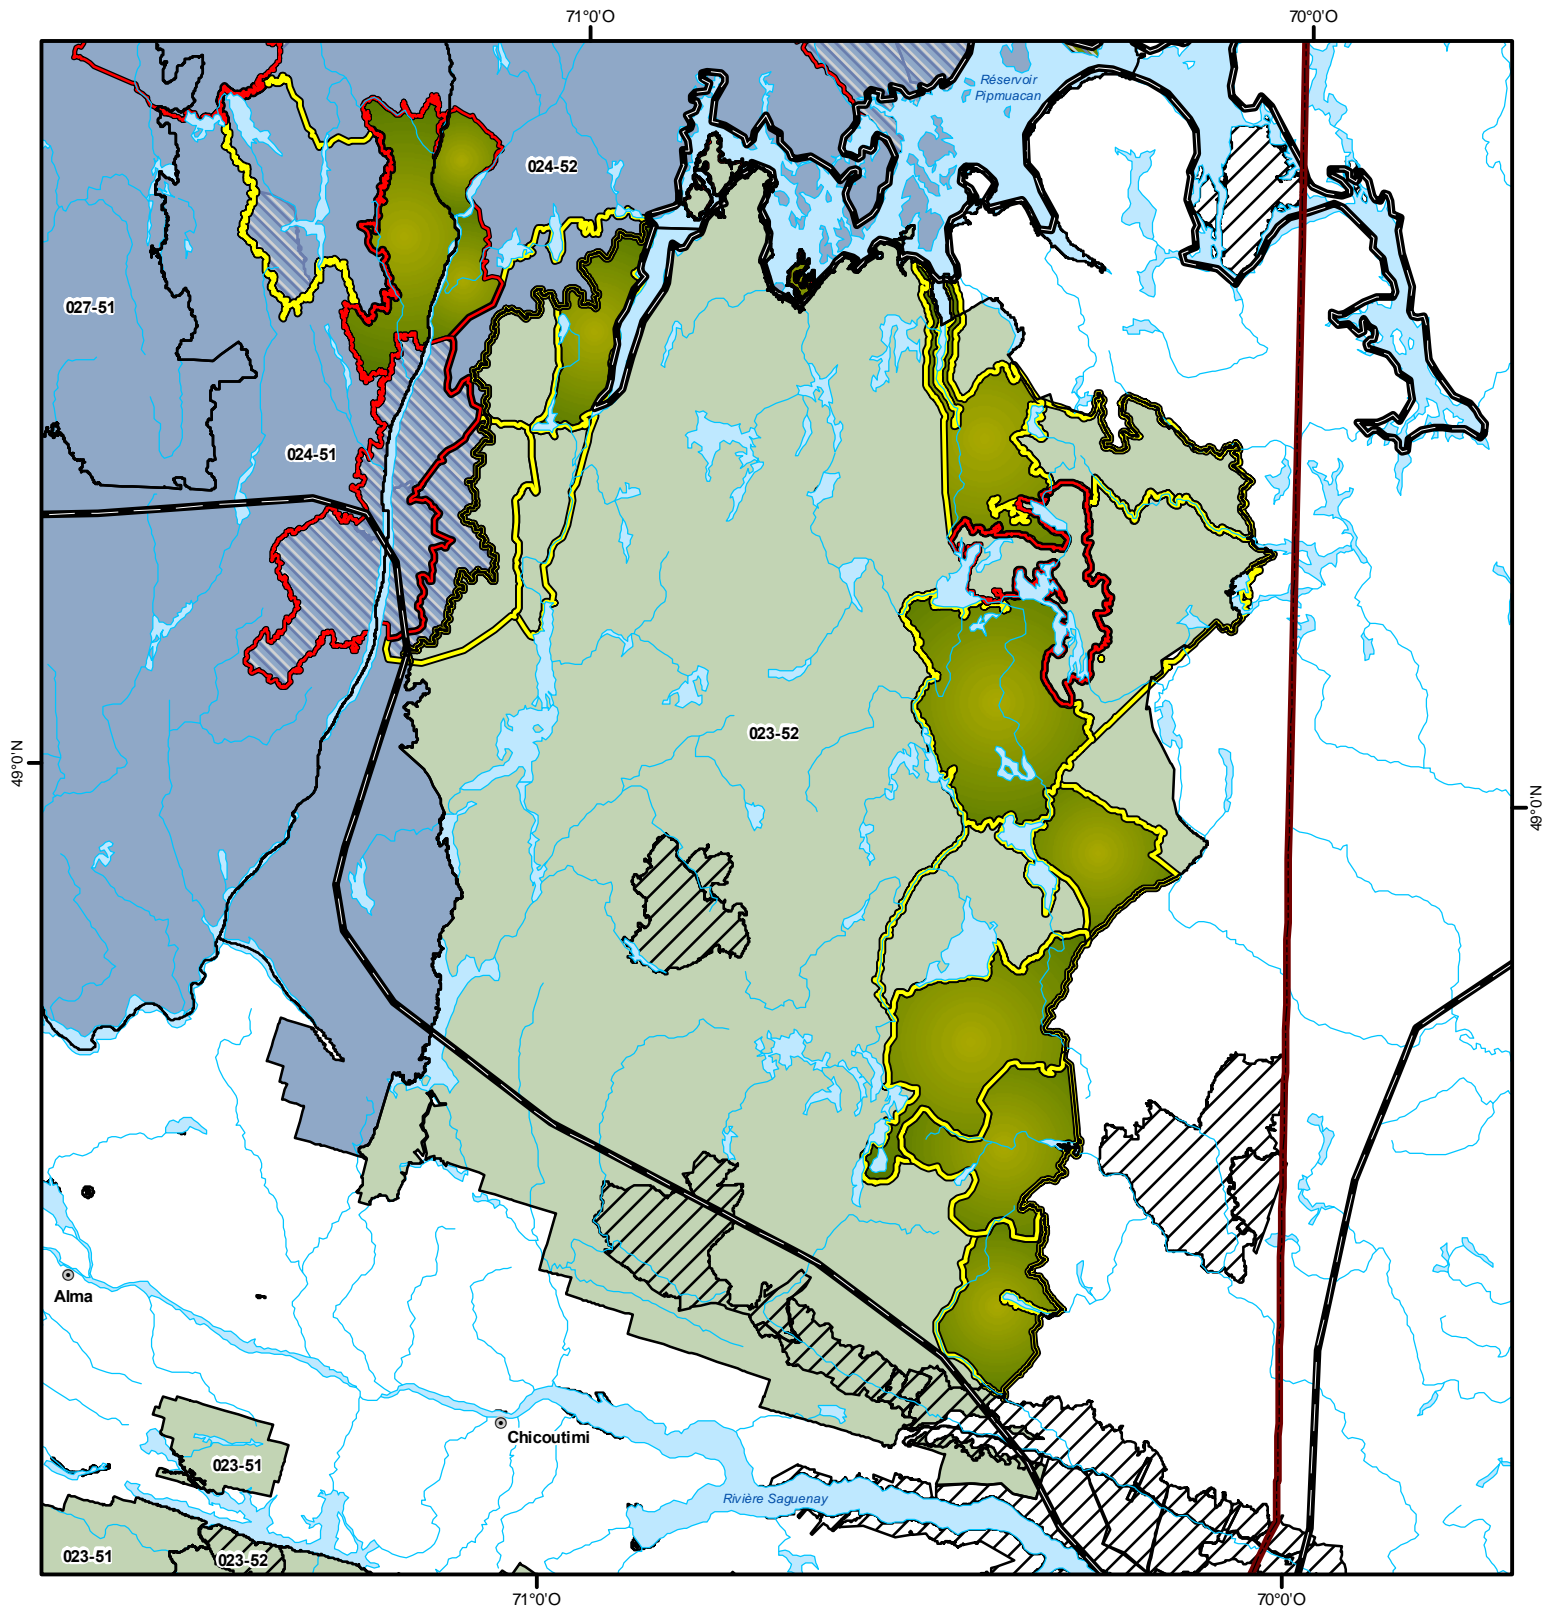 71°0'O
70°0'O
Réservoir
Pipmuacan
024-52
027-51
024-51
023-52
49°0'N
49°0'N
Alma
Chicoutimi
023-51
Rivière Saguenay
023-51
023-52
71°0'O
70°0'O